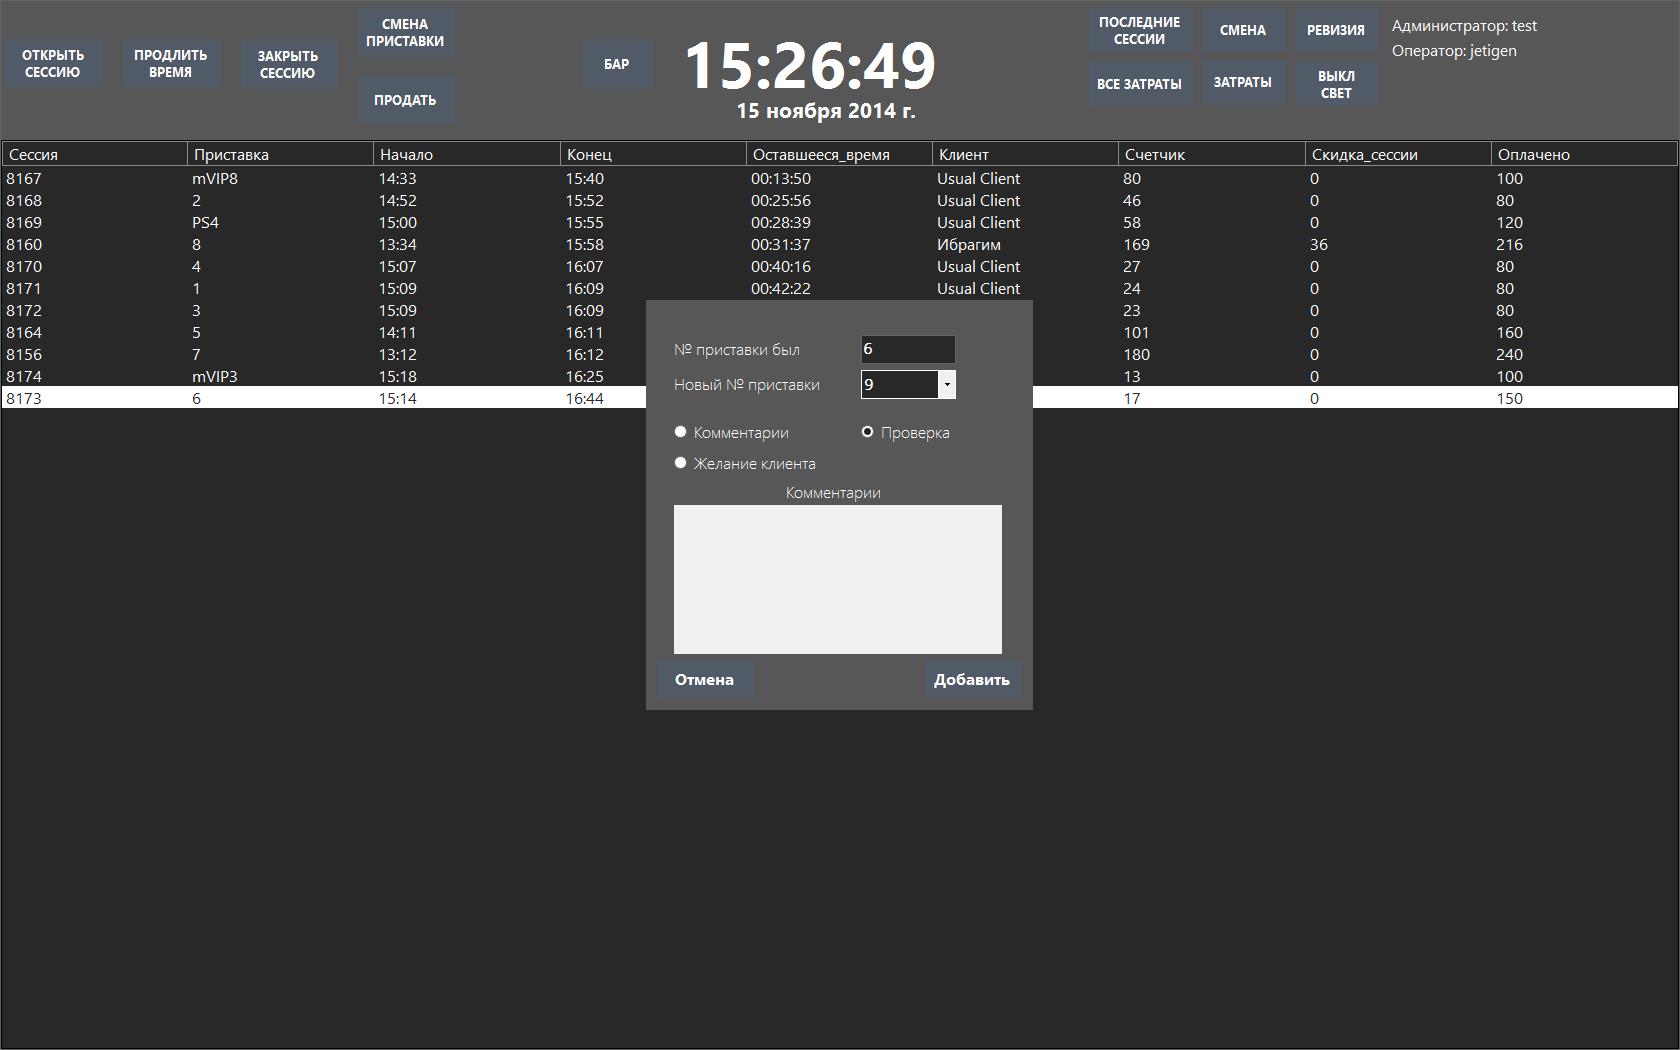 ОТКРЫТЬ
СЕССИЮ
ПРОДЛИТЬ
ВРЕМЯ
ЗАКРЫТЬ
СЕССИЮ
СМЕНА
ПРИСТАВКИ
ПРОДАТЬ
БАР
15:26:49
15 ноября 2014 г.
ПОСЛЕДНИЕ
СЕССИИ
СМЕНА
РЕВИЗИЯ
ВСЕ ЗАТРАТЫ
ЗАТРАТЫ
ВЫКЛ
СВЕТ
Администратор: test
Оператор: jetigen
Сессия Приставка Начало Конец Оставшееся_время Клиент Счетчик Скидка_сессии Оплачено
8167 mVIP8 14:33 15:40 00:13:50 Usual Client 80 0 100
8168 2 14:52 15:52 00:25:56 Usual Client 46 0 80
8169 PS4 15:00 15:55 00:28:39 Usual Client 58 0 120
8160 8 13:34 15:58 00:31:37 Ибрагим 169 36 216
8170 4 15:07 16:07 00:40:16 Usual Client 27 0 80
8171 1 15:09 16:09 00:42:22 Usual Client 24 0 80
8172 3 15:09 16:09 23 0 80
8164 5 14:11 16:11 101 0 160
8156 7 13:12 16:12 180 0 240
8174 mVIP3 15:18 16:25 13 0 100
8173 6 15:14 16:44 17 0 150
№ приставки был 6
Новый № приставки 9
Комментарии Проверка
Желание клиента
Комментарии
Отмена Добавить